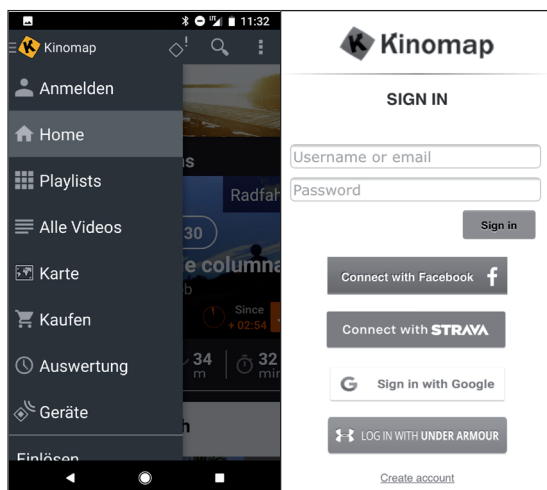 11:32
Kinomap
Anmelden
Home
Playlists
Alle Videos
Karte
Kaufen
Auswertung
Geräte
Einlösen
Radfah
30
e columna
Since
+ 02:54
34
m
32
min
h
Kinomap
SIGN IN
Username or email
Password
Sign in
Connect with Facebook
Connect with STRAVA
G Sign in with Google
LOG IN WITH UNDER ARMOUR
Create account